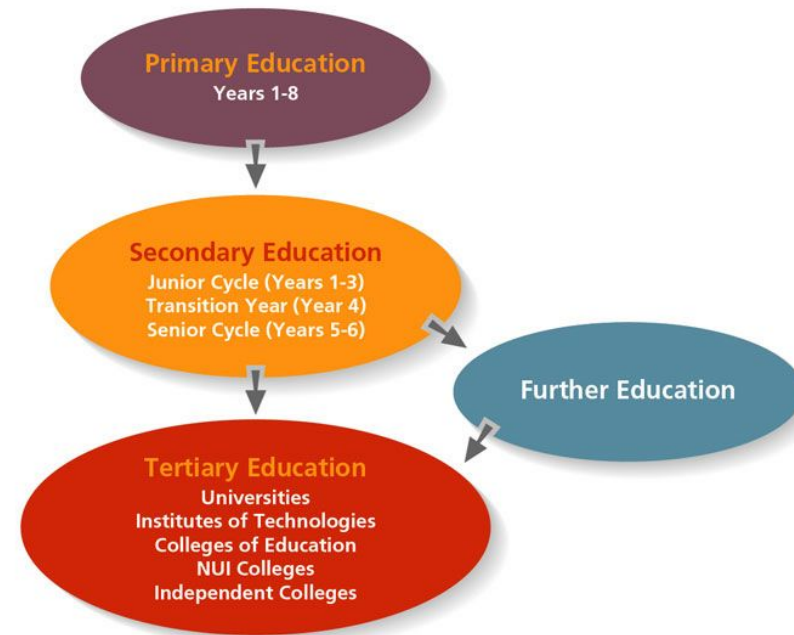 Primary Education
Years 1-8
Secondary Education
Junior Cycle (Years 1-3)
Transition Year (Year 4)
Senior Cycle (Years 5-6)
Further Education
Tertiary Education
Universities
Institutes of Technologies
Colleges of Education
NUI Colleges
Independent Colleges